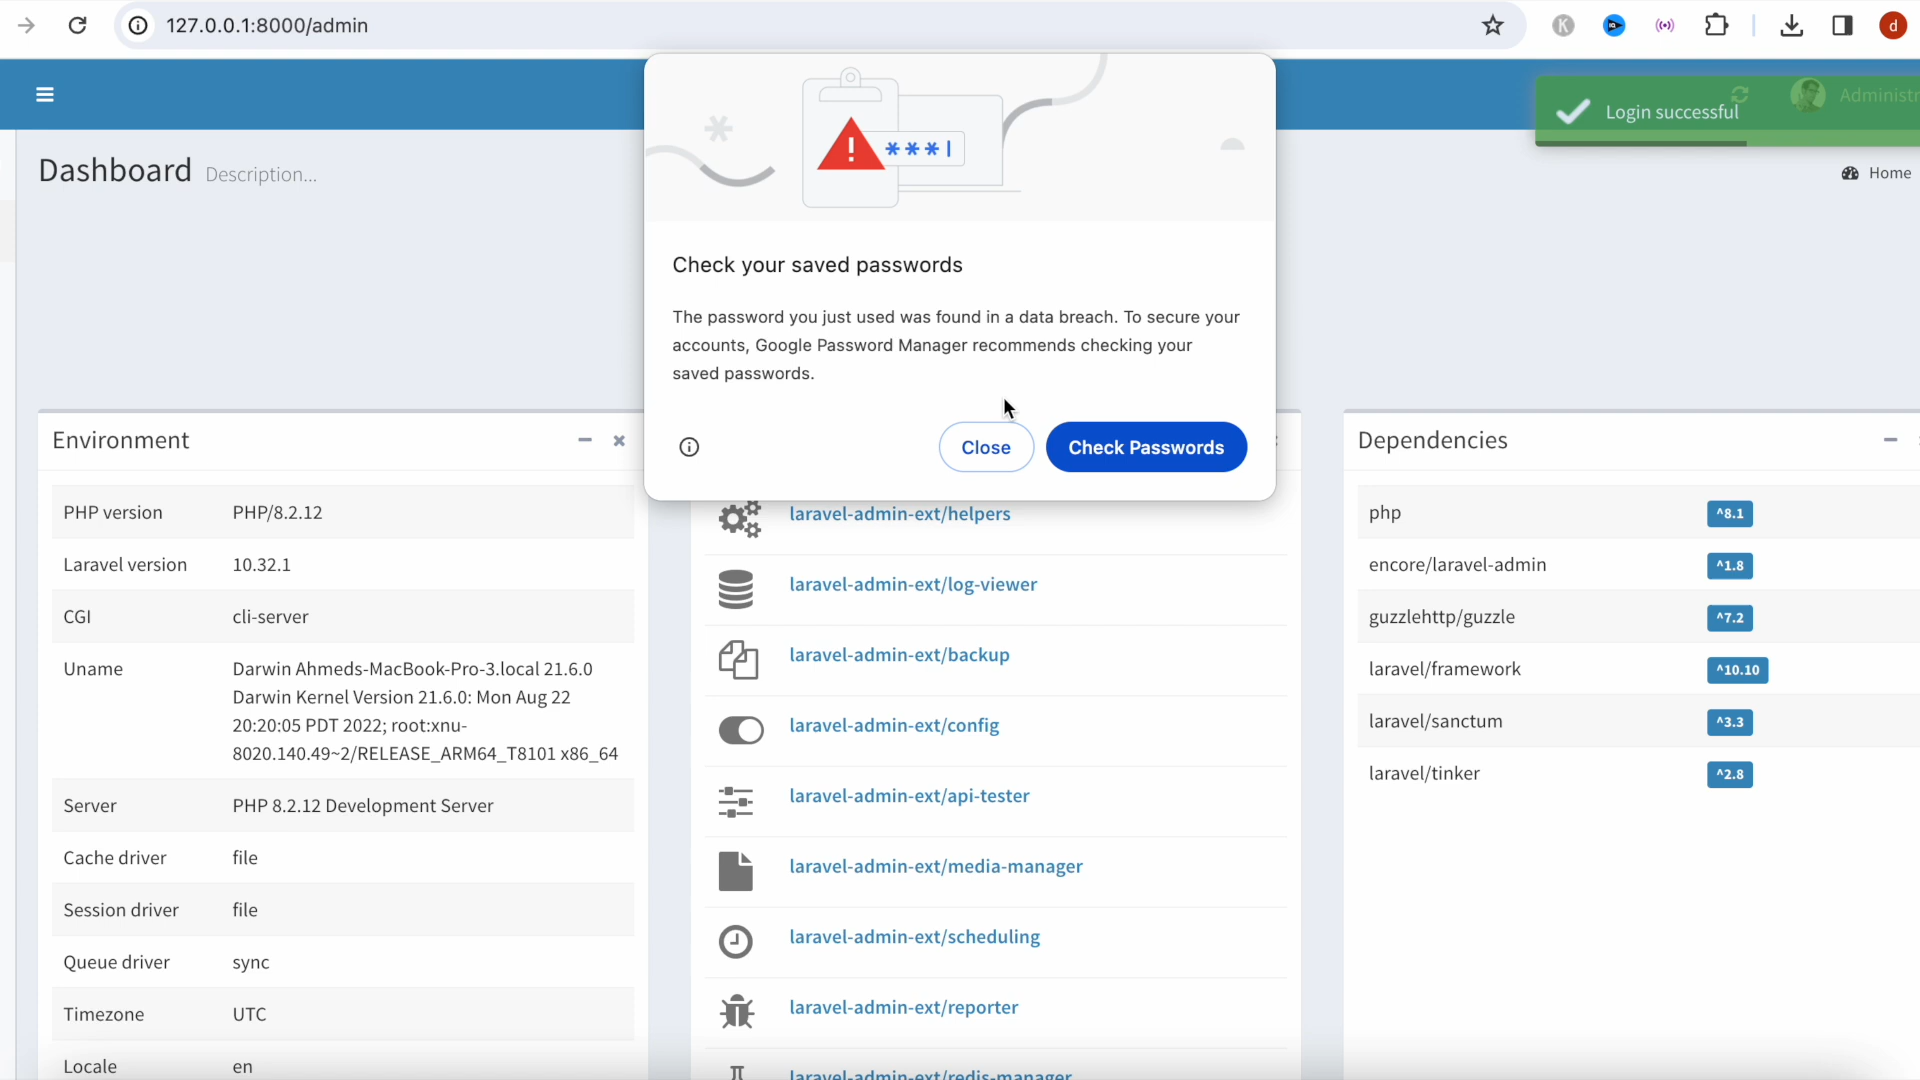 127.0.0.1:8000/admin
K
d
Login successful
Administr
Dashboard Description...
Home
***|
Check your saved passwords
The password you just used was found in a data breach. To secure your
accounts, Google Password Manager recommends checking your
saved passwords.
Close
Check Passwords
Environment
PHP version PHP/8.2.12
Laravel version 10.32.1
CGI cli-server
Uname Darwin Ahmeds-MacBook-Pro-3.local 21.6.0
Darwin Kernel Version 21.6.0: Mon Aug 22
20:20:05 PDT 2022; root:xnu-
8020.140.49~2/RELEASE_ARM64_T8101 x86_64
Server PHP 8.2.12 Development Server
Cache driver file
Session driver file
Queue driver sync
Timezone UTC
Locale en
laravel-admin-ext/helpers
laravel-admin-ext/log-viewer
laravel-admin-ext/backup
laravel-admin-ext/config
laravel-admin-ext/api-tester
laravel-admin-ext/media-manager
laravel-admin-ext/scheduling
laravel-admin-ext/reporter
laravel-admin-ext/redis-manager
Dependencies
php ^8.1
encore/laravel-admin ^1.8
guzzlehttp/guzzle ^7.2
laravel/framework ^10.10
laravel/sanctum ^3.3
laravel/tinker ^2.8